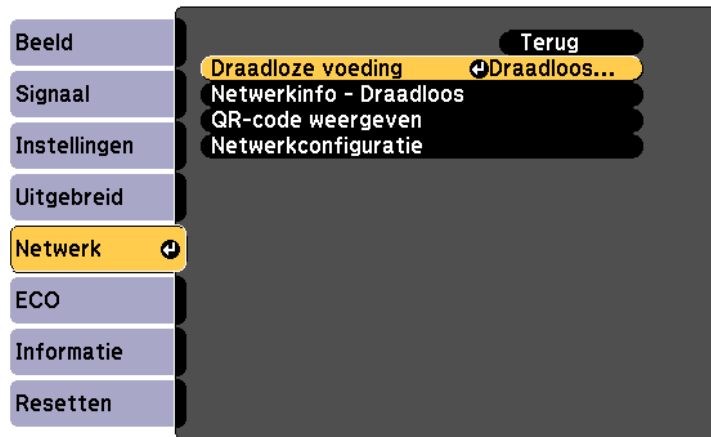 Beeld
Signaal
Instellingen
Uitgebreid
Netwerk
ECO
Informatie
Resetten
Terug
Draadloze voeding Draadloos...
Netwerkinfo - Draadloos
QR-code weergeven
Netwerkconfiguratie